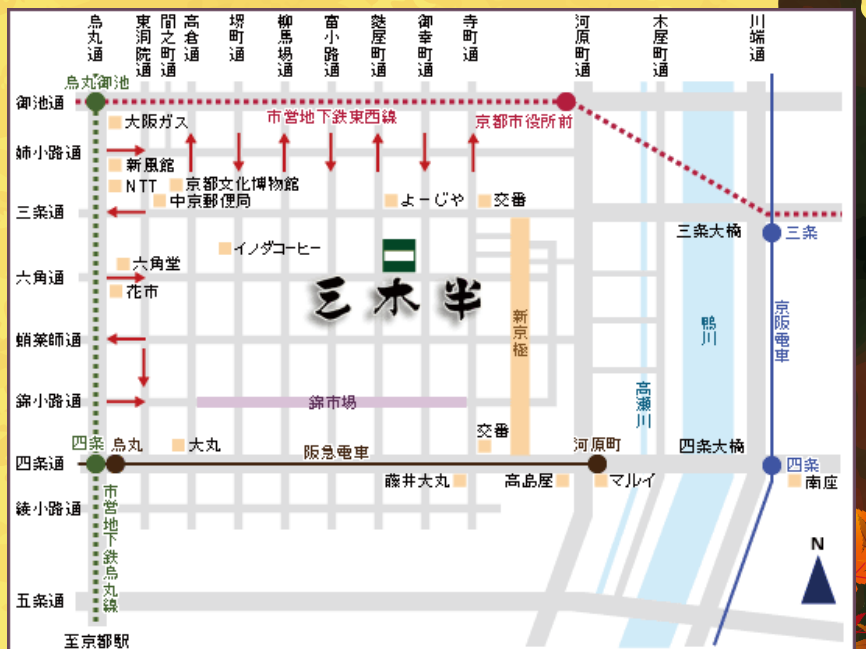 烏丸通
東洞院通
間之町通
高倉通
堺町通
柳馬場通
富小路通
麩屋町通
御幸町通
寺町通
河原町通
木屋町通
川端通
烏丸御池
御池通
市営地下鉄東西線
京都市役所前
大阪ガス
姉小路通
新風館
NTT
京都文化博物館
中京郵便局
よーじや
交番
三条通
三条大橋
三条
イノダコーヒー
六角堂
六角通
花市
三木半
新京極
鴨川
京阪電車
蛸薬師通
高瀬川
錦小路通
錦市場
四条
烏丸
大丸
阪急電車
交番
河原町
四条大橋
四条通
四条
藤井大丸
高島屋
マルイ
南座
綾小路通
市営地下鉄烏丸線
N
五条通
至京都駅